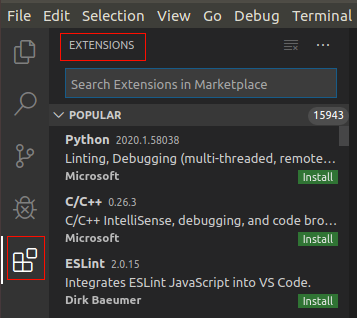 File Edit Selection View Go Debug Terminal
EXTENSIONS
Search Extensions in Marketplace
POPULAR 15943
Python 2020.1.58038
Linting, Debugging (multi-threaded, remote...
Microsoft Install
C/C++ 0.26.3
C/C++ IntelliSense, debugging, and code bro...
Microsoft Install
ESLint 2.0.15
Integrates ESLint JavaScript into VS Code.
Dirk Baeumer Install